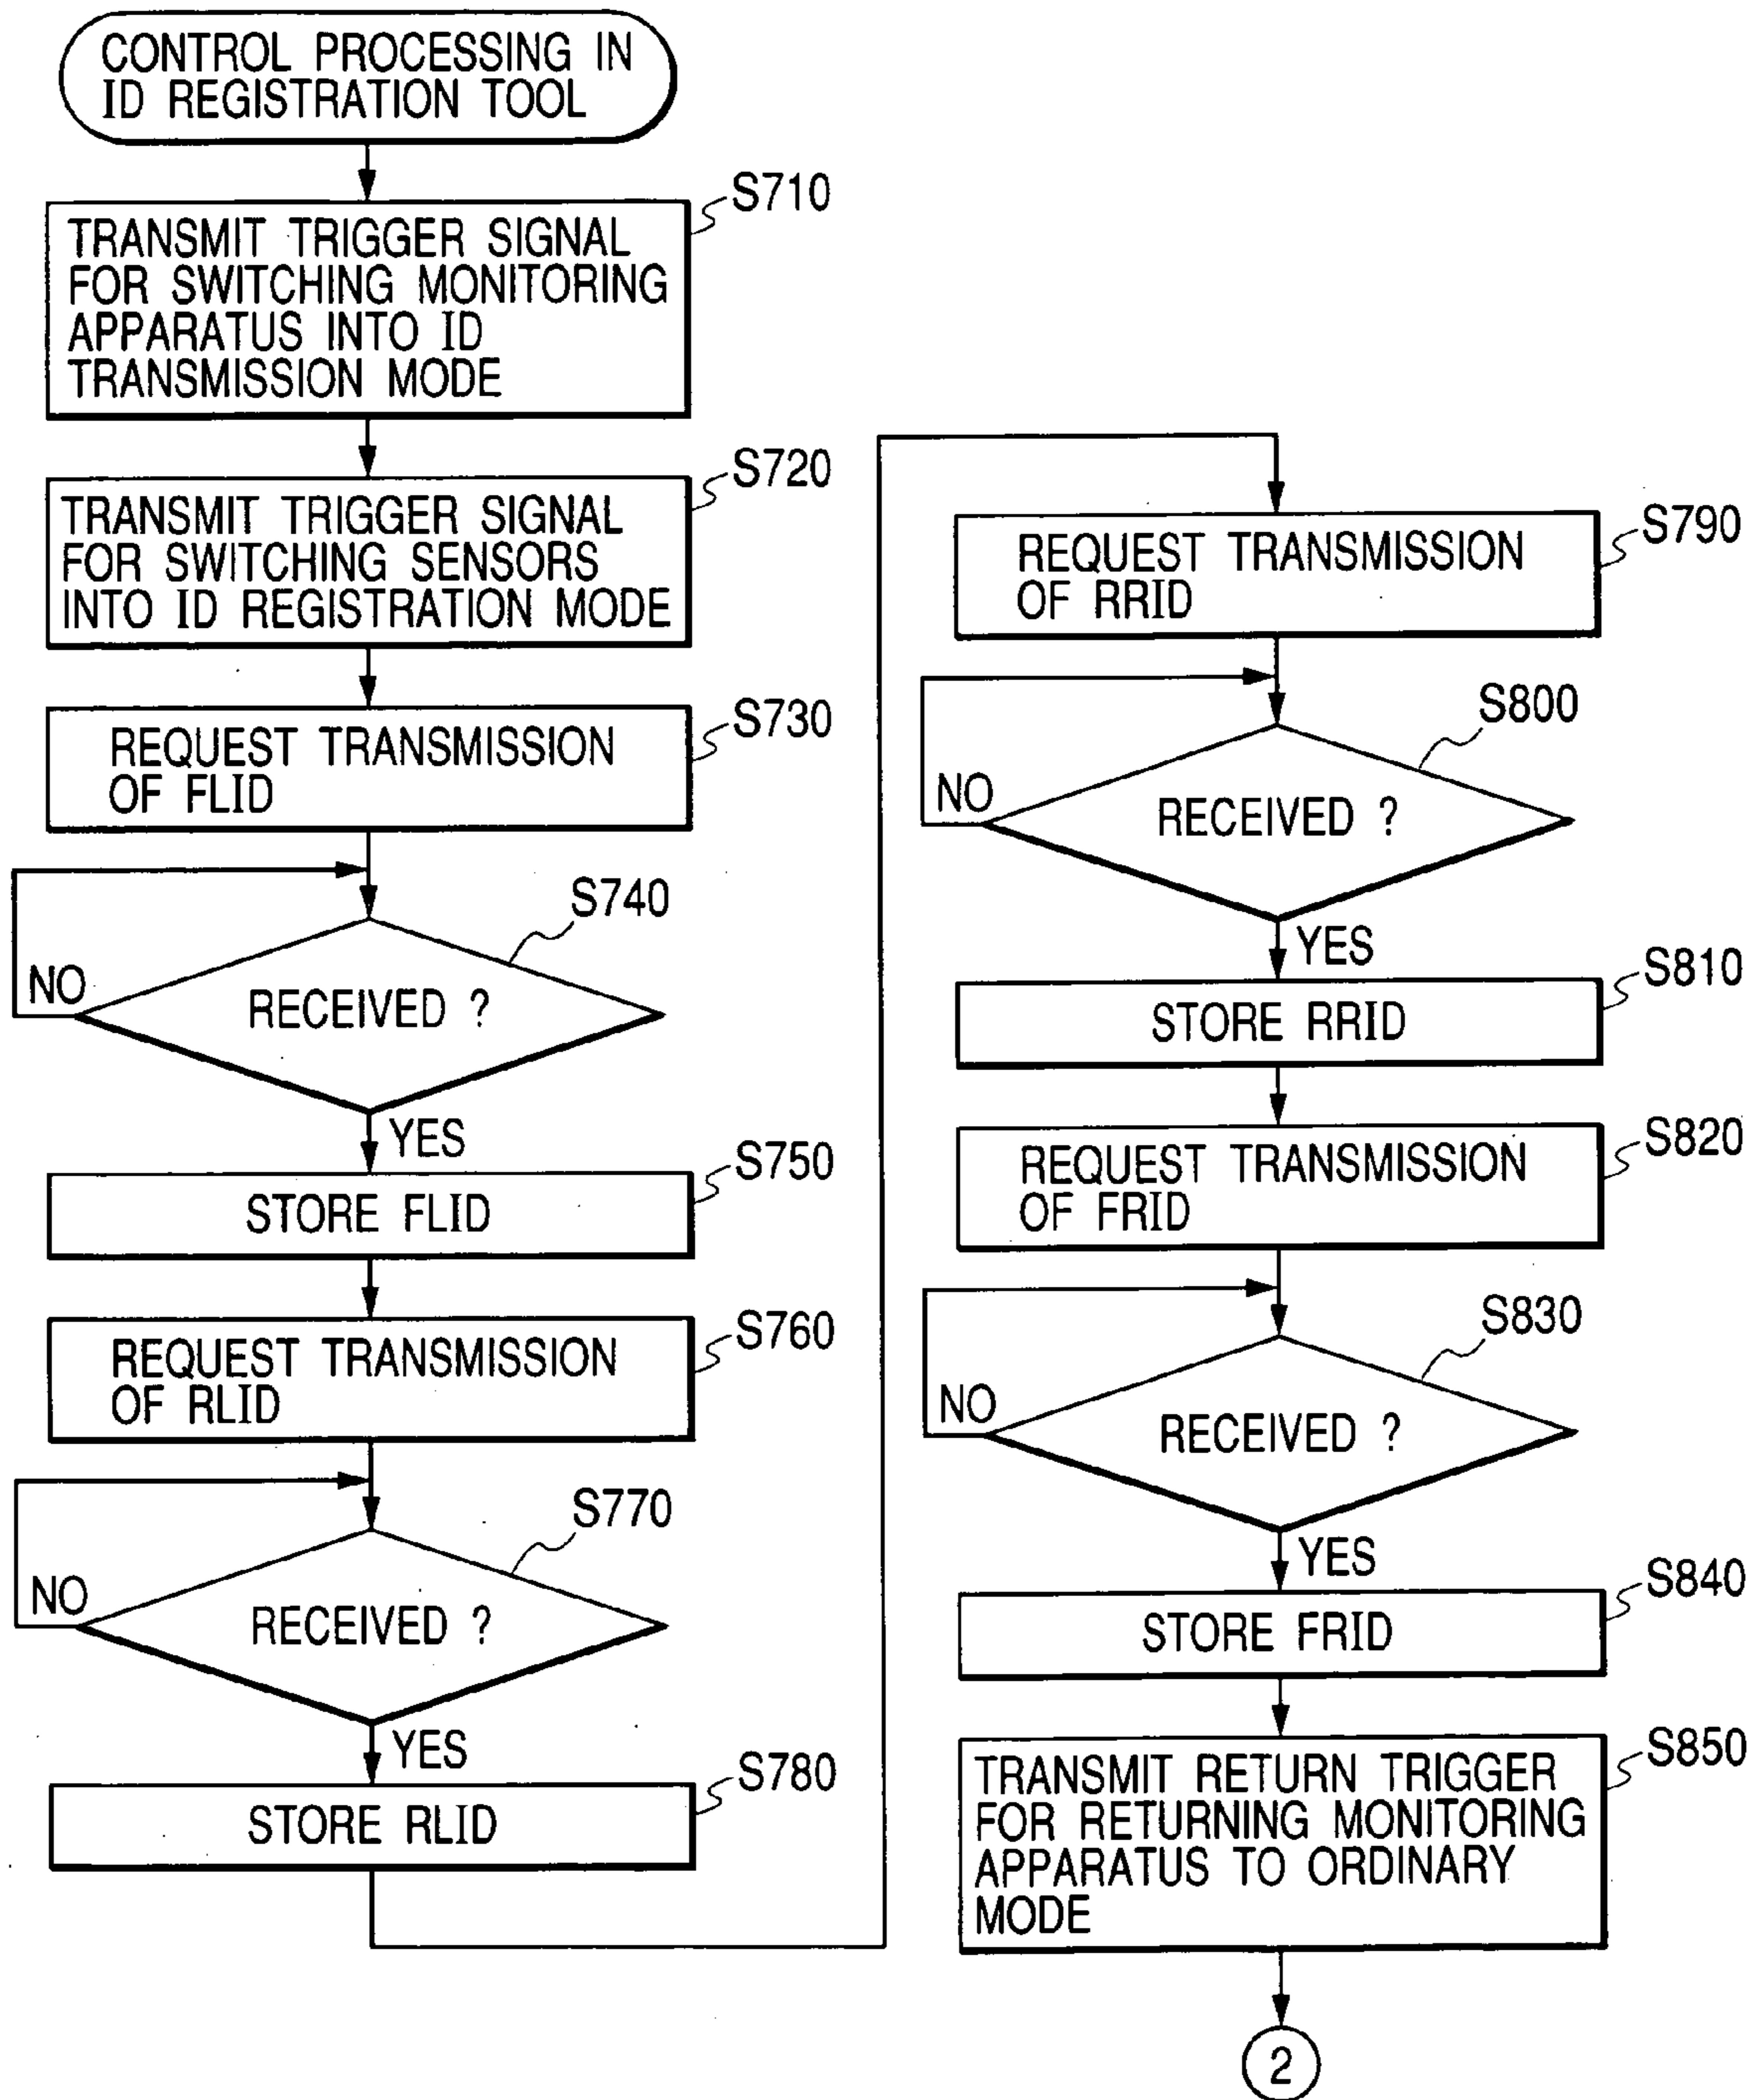 CONTROL PROCESSING IN
ID REGISTRATION TOOL
S710
TRANSMIT TRIGGER SIGNAL
FOR SWITCHING MONITORING
APPARATUS INTO ID
TRANSMISSION MODE
S720
TRANSMIT TRIGGER SIGNAL
FOR SWITCHING SENSORS
INTO ID REGISTRATION MODE
S730
REQUEST TRANSMISSION
OF FLID
S740
NO
RECEIVED ?
YES
S750
STORE FLID
S760
REQUEST TRANSMISSION
OF RLID
S770
NO
RECEIVED ?
YES
S780
STORE RLID
S790
REQUEST TRANSMISSION
OF RRID
S800
NO
RECEIVED ?
YES
S810
STORE RRID
S820
REQUEST TRANSMISSION
OF FRID
S830
NO
RECEIVED ?
YES
S840
STORE FRID
S850
TRANSMIT RETURN TRIGGER
FOR RETURNING MONITORING
APPARATUS TO ORDINARY
MODE
2